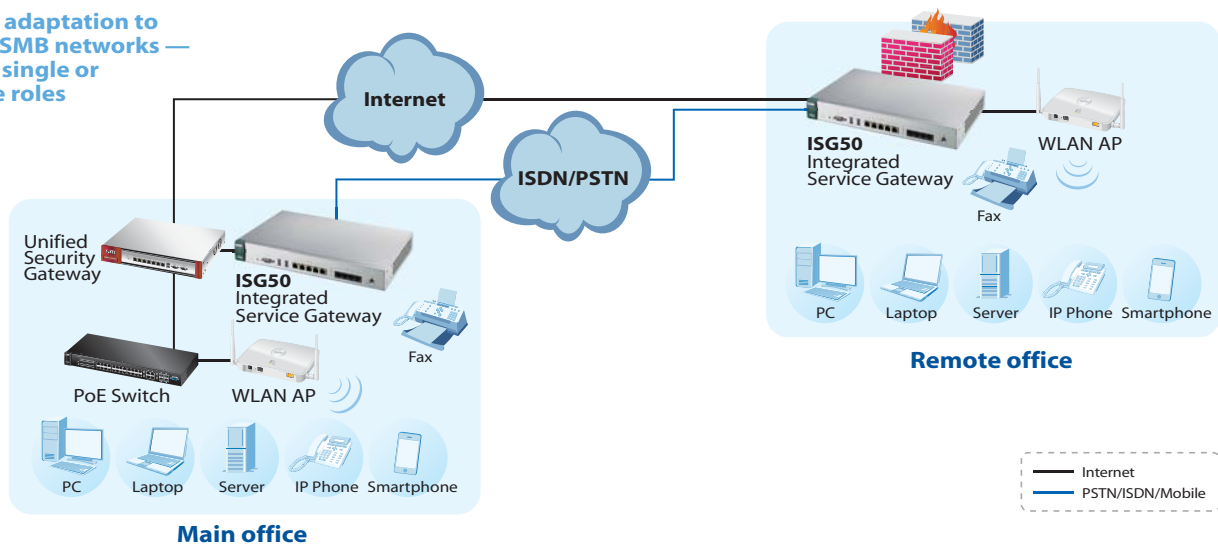 adaptation to
SMB networks —
single or
e roles
Internet
ISDN/PSTN
ISG50
Integrated
Service Gateway
WLAN AP
Fax
PC
Laptop
Server
IP Phone
Smartphone
Remote office
Unified
Security
Gateway
ISG50
Integrated
Service Gateway
Fax
PoE Switch
WLAN AP
PC
Laptop
Server
IP Phone
Smartphone
Main office
Internet
PSTN/ISDN/Mobile